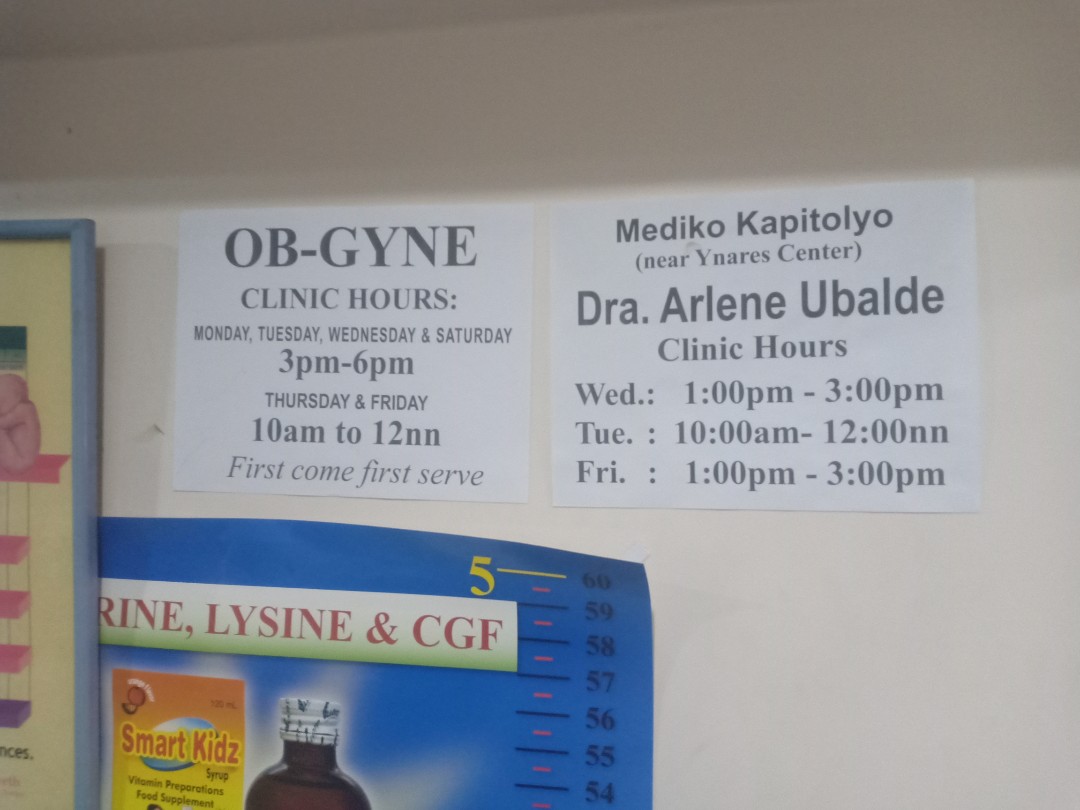 OB-GYNE
CLINIC HOURS:
MONDAY, TUESDAY, WEDNESDAY & SATURDAY
3pm-6pm
THURSDAY & FRIDAY
10am to 12nn
First come first serve
Mediko Kapitolyo
(near Ynares Center)
Dra. Arlene Ubalde
Clinic Hours
Wed.: 1:00pm - 3:00pm
Tue. : 10:00am- 12:00nn
Fri. : 1:00pm - 3:00pm
5
60
59
58
57
56
55
54
RINE, LYSINE & CGF
120 mL
Smart Kidz
Syrup
Vitamin Preparations
Food Supplement
nces.